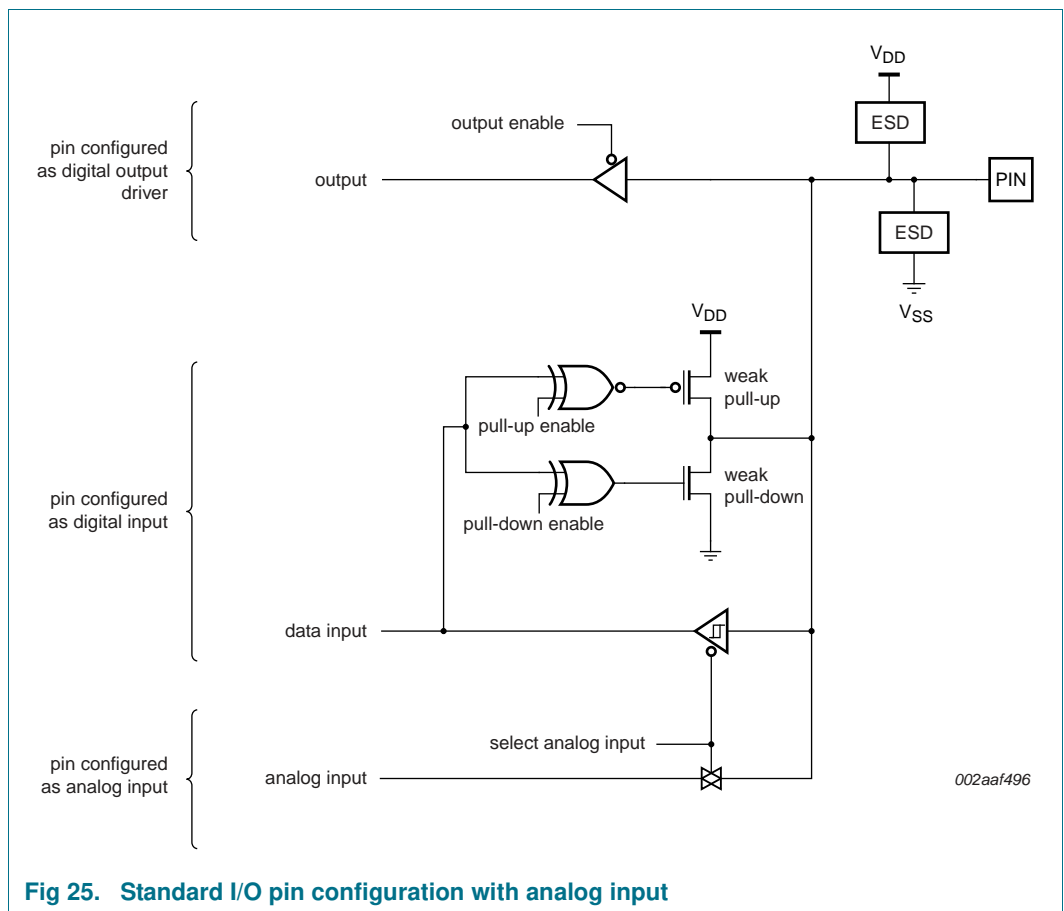 VDD
ESD
output enable
pin configured
as digital output
driver
output
PIN
ESD
VSS
VDD
weak
pull-up
pull-up enable
weak
pull-down
pull-down enable
pin configured
as digital input
data input
select analog input
pin configured
as analog input
analog input
002aaf496
Fig 25. Standard I/O pin configuration with analog input